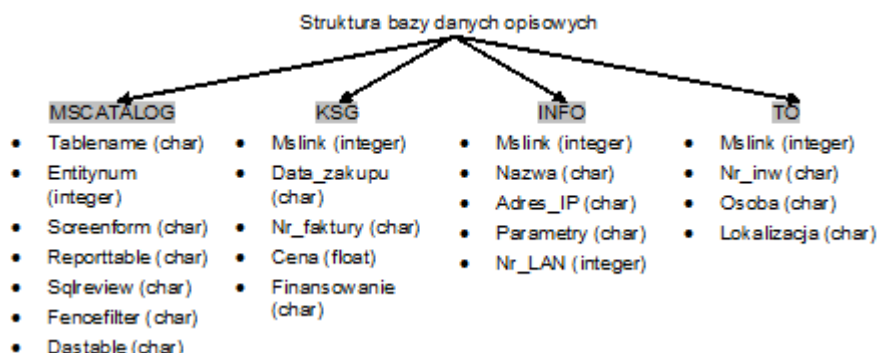 Struktura bazy danych opisowych
MSCATALOG
• Tablename (char)
• Entitynum
(integer)
• Screenform (char)
• Reporttable (char)
• Sqlreview (char)
• Fencefilter (char)
• Dastable (char)
KSG
• Mslink (integer)
• Data_zakupu
(char)
• Nr_faktury (char)
• Cena (float)
• Finansowanie
(char)
INFO
• Mslink (integer)
• Nazwa (char)
• Adres_IP (char)
• Parametry (char)
• Nr_LAN (integer)
TO
• Mslink (integer)
• Nr_inw (char)
• Osoba (char)
• Lokalizacja (char)